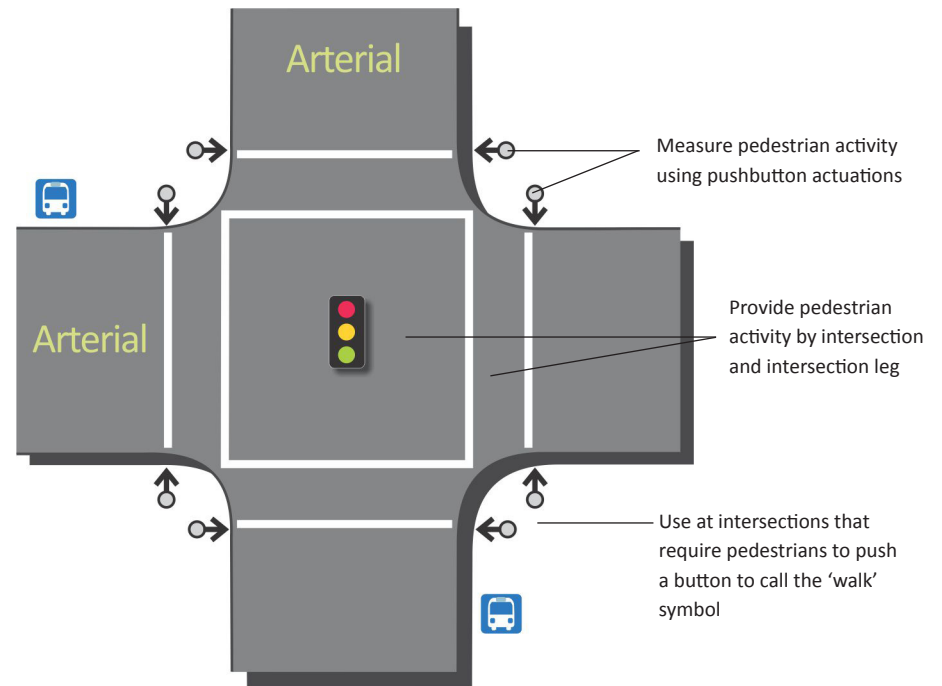 Arterial
Measure pedestrian activity
using pushbutton actuations
Arterial
Provide pedestrian
activity by intersection
and intersection leg
Use at intersections that
require pedestrians to push
a button to call the ‘walk’
symbol